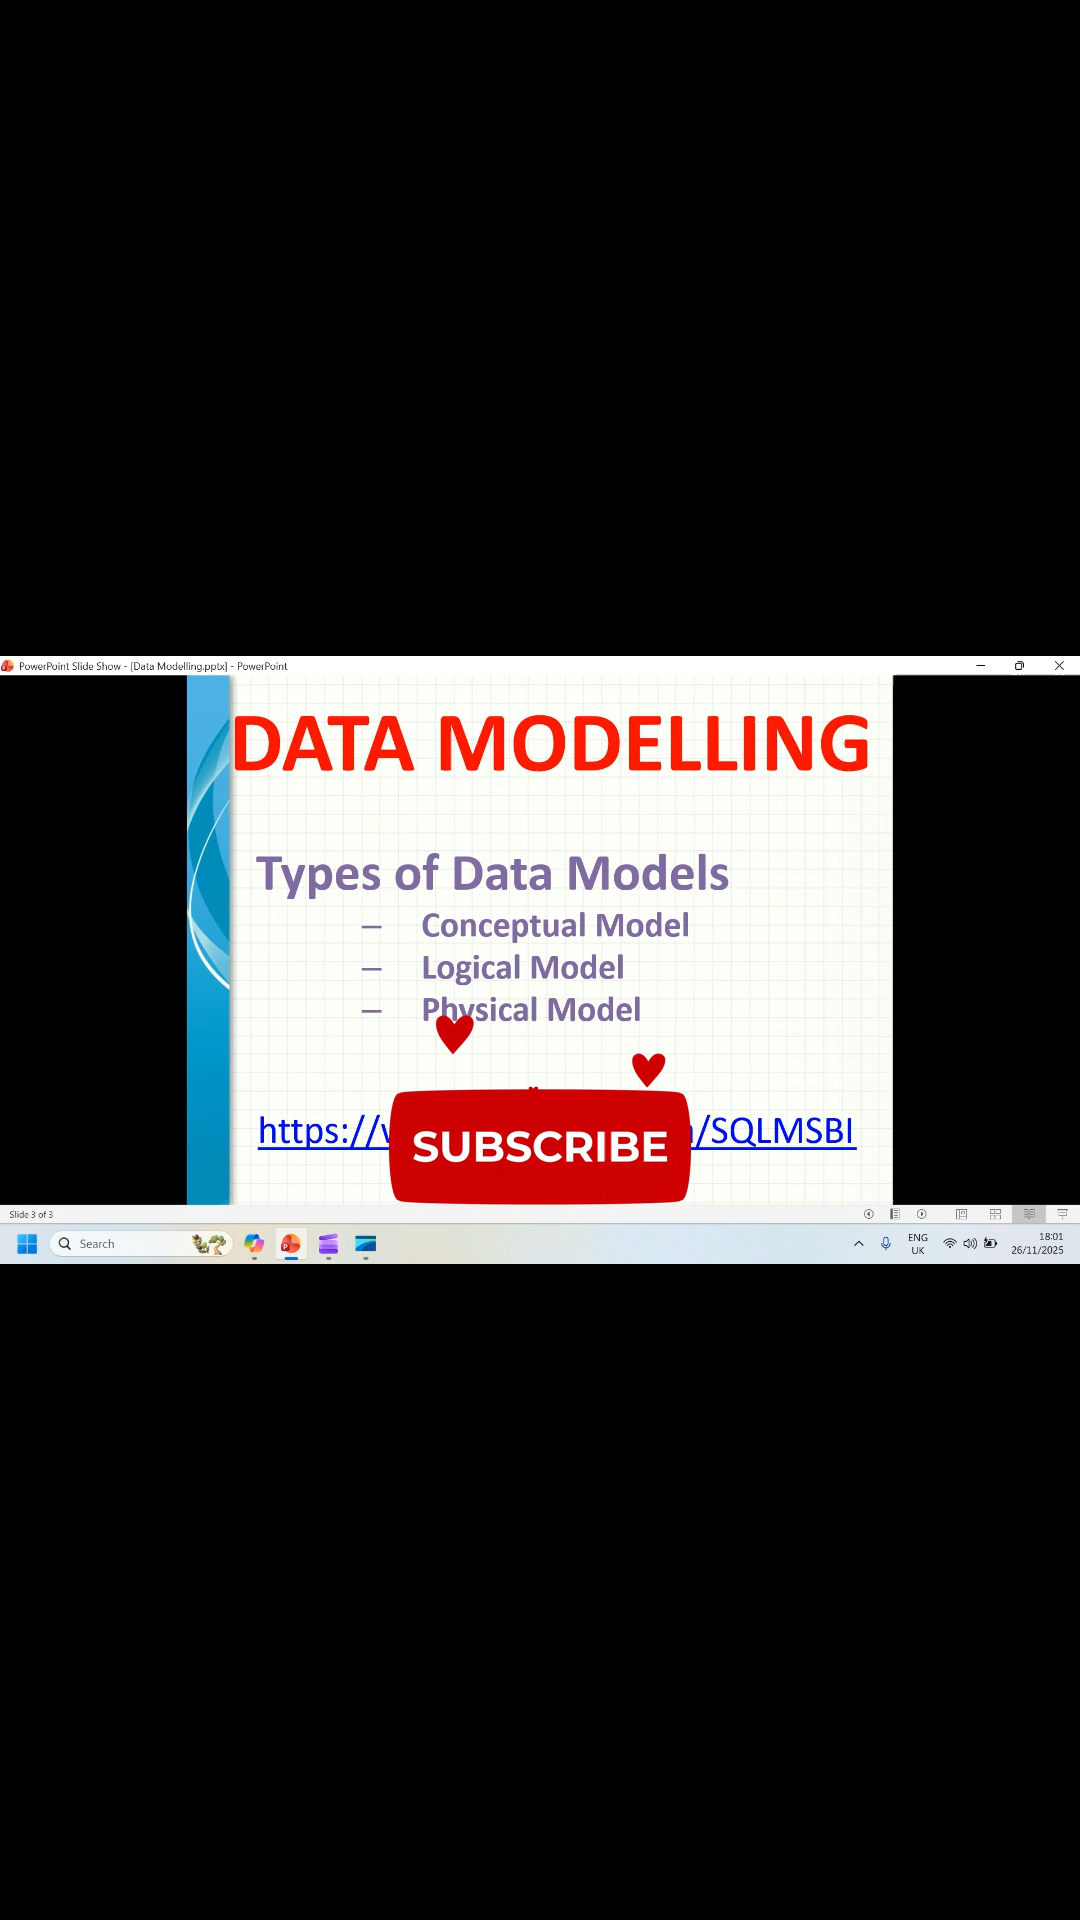 PowerPoint Slide Show - [Data Modelling.pptx] - PowerPoint
DATA MODELLING
Types of Data Models
– Conceptual Model
– Logical Model
– Physical Model
https:// /SQLMSBI
SUBSCRIBE
Slide 3 of 3
Search
ENG
UK
18:01
26/11/2025